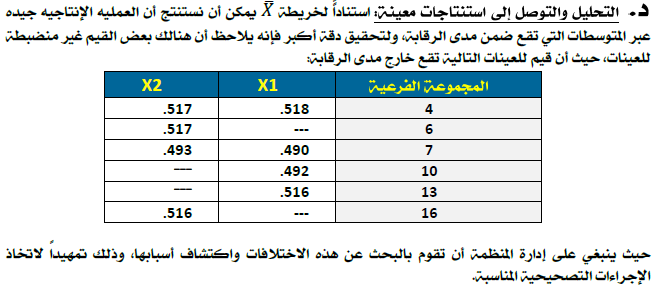 د- التحليل والتوصل إلى استنتاجات معينة: استناداً لخريطة X̅ يمكن أن نستنتج أن العمليه الإنتاجيه جيده
عبر المتوسطات التي تقع ضمن مدى الرقابة، ولتحقيق دقة أكبر فإنه يلاحظ أن هنالك بعض القيم غير منضبطة
للعينات، حيث أن قيم للعينات التالية تقع خارج مدى الرقابة:
المجموعة الفرعية X1 X2
4 .518 .517
6 --- .517
7 .490 .493
10 .492 ---
13 .516 ---
16 --- .516
حيث ينبغي على إدارة المنظمة أن تقوم بالبحث عن هذه الاختلافات واكتشاف أسبابها، وذلك تمهيداً لاتخاذ
الإجراءات التصحيحية المناسبة.